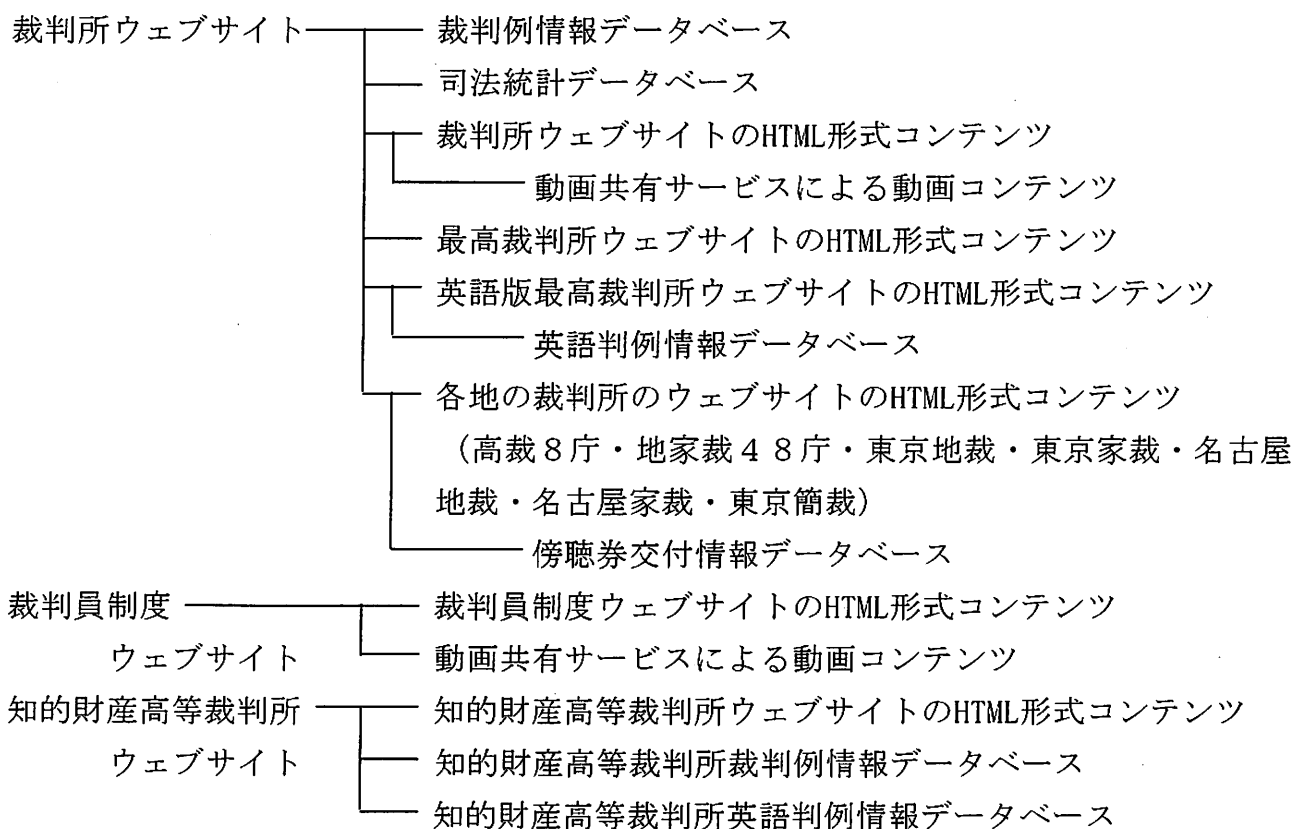 裁判所ウェブサイト 裁判例情報データベース
司法統計データベース
裁判所ウェブサイトのHTML形式コンテンツ
動画共有サービスによる動画コンテンツ
最高裁判所ウェブサイトのHTML形式コンテンツ
英語版最高裁判所ウェブサイトのHTML形式コンテンツ
英語判例情報データベース
各地の裁判所のウェブサイトのHTML形式コンテンツ
（高裁８庁・地家裁４８庁・東京地裁・東京家裁・名古屋
地裁・名古屋家裁・東京簡裁）
傍聴券交付情報データベース
裁判員制度 裁判員制度ウェブサイトのHTML形式コンテンツ
ウェブサイト 動画共有サービスによる動画コンテンツ
知的財産高等裁判所 知的財産高等裁判所ウェブサイトのHTML形式コンテンツ
ウェブサイト 知的財産高等裁判所裁判例情報データベース
知的財産高等裁判所英語判例情報データベース